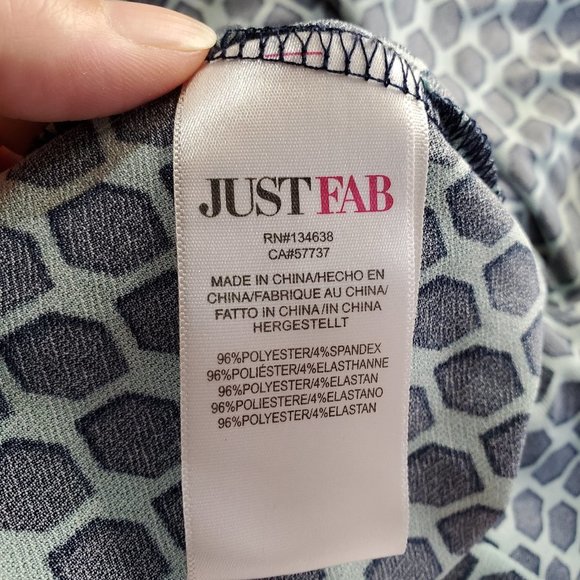 JUSTFAB
RN#134638
CA#57737
MADE IN CHINA/HECHO EN
CHINA/FABRIQUE AU CHINA/
FATTO IN CHINA/IN CHINA
HERGESTELLT
96%POLYESTER/4%SPANDEX
96%POLIÉSTER/4%ELASTHANNE
96%POLYESTER/4%ELASTAN
96%POLIESTERE/4%ELASTANO
96%POLYESTER/4%ELASTAN